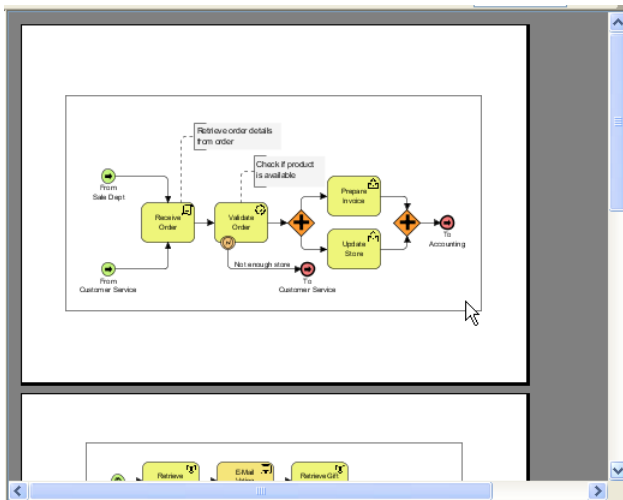 Retrieve order details
from order
Check if product
is available
From
Sale Dept
Receive
Order
Validate
Order
Prepare
Invoice
Update
Store
To
Accounting
From
Customer Service
Not enough store
To
Customer Service
Retrieve
E-Mail
Retrieve Gift